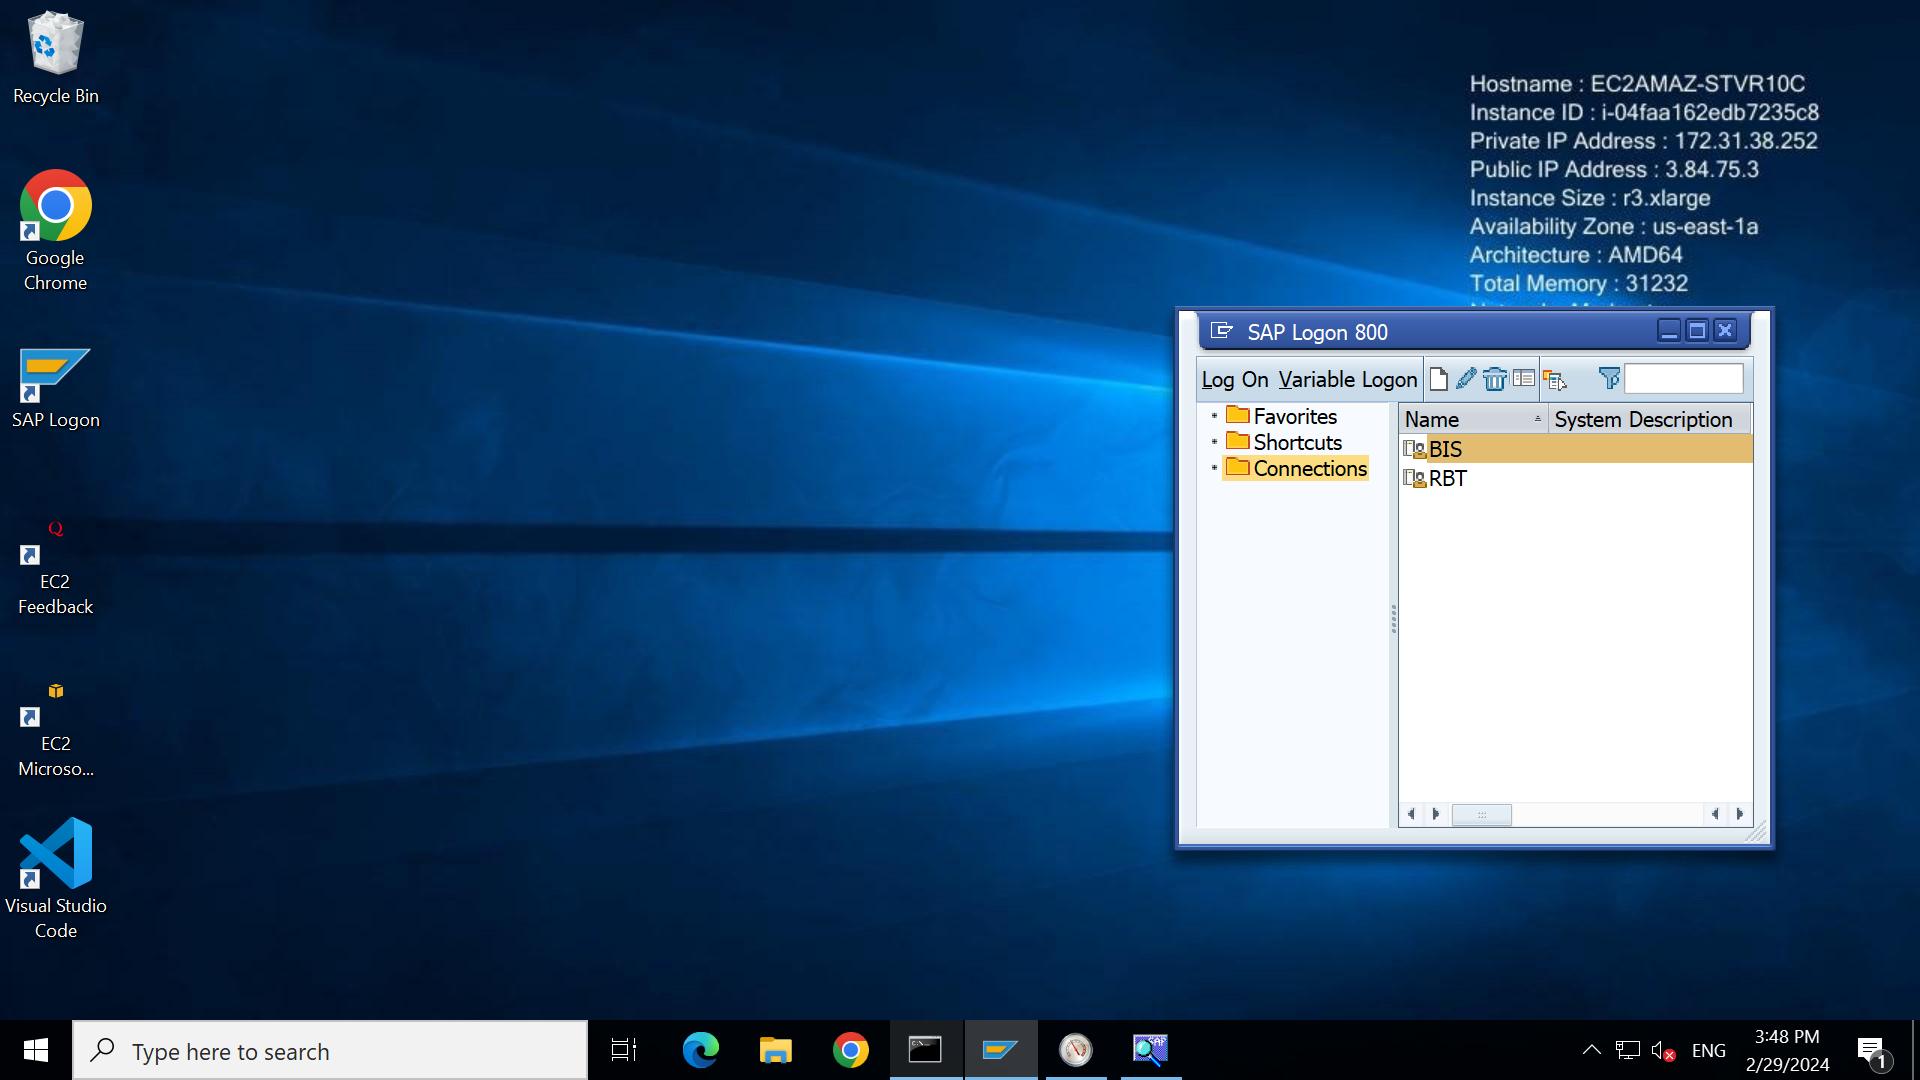 Recycle Bin
Google
Chrome
SAP Logon
EC2
Feedback
EC2
Microso...
Visual Studio
Code
Hostname : EC2AMAZ-STVR10C
Instance ID : i-04faa162edb7235c8
Private IP Address : 172.31.38.252
Public IP Address : 3.84.75.3
Instance Size : r3.xlarge
Availability Zone : us-east-1a
Architecture : AMD64
Total Memory : 31232
SAP Logon 800
Log On Variable Logon
Favorites
Shortcuts
Connections
Name System Description
BIS
RBT
Type here to search
ENG
3:48 PM
2/29/2024
1